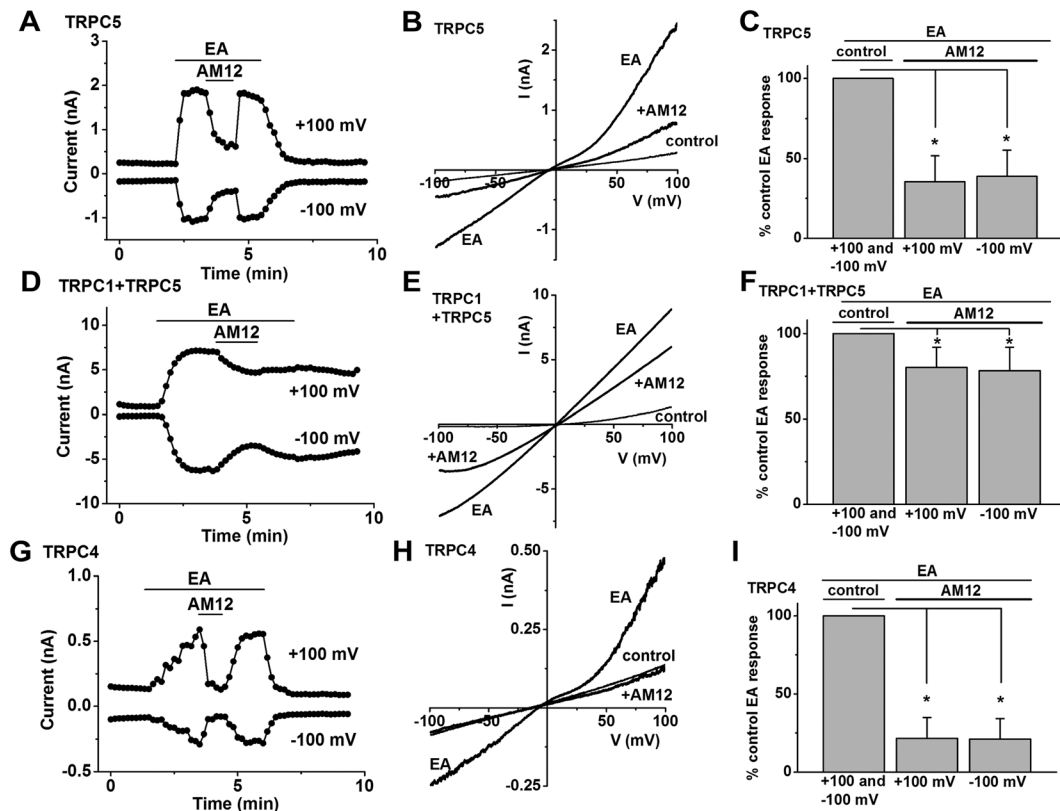 A
TRPC5
EA
AM12
3
2
1
0
-1
Current (nA)
+100 mV
-100 mV
0
5
10
Time (min)
B
TRPC5
I (nA)
2
1
-1
EA
+AM12
control
-100
-50
50
100
V (mV)
EA
C
TRPC5
EA
control
AM12
% control EA response
100
50
0
*
*
+100 and
-100 mV
+100 mV
-100 mV
D
TRPC1+TRPC5
EA
AM12
10
5
0
-5
-10
Current (nA)
+100 mV
-100 mV
0
5
10
Time (min)
E
TRPC1
+TRPC5
I (nA)
10
5
-5
EA
+AM12
control
-100
-50
50
100
V (mV)
+AM12
EA
F
TRPC1+TRPC5
EA
control
AM12
% control EA response
100
50
0
*
*
+100 and
-100 mV
+100 mV
-100 mV
G
TRPC4
EA
AM12
1.0
0.5
0.0
-0.5
Current (nA)
+100 mV
-100 mV
0
5
10
Time (min)
H
TRPC4
I (nA)
0.50
0.25
-0.25
EA
control
+AM12
-100
-50
50
100
V (mV)
EA
I
TRPC4
EA
control
AM12
% control EA response
100
50
0
*
*
+100 and
-100 mV
+100 mV
-100 mV